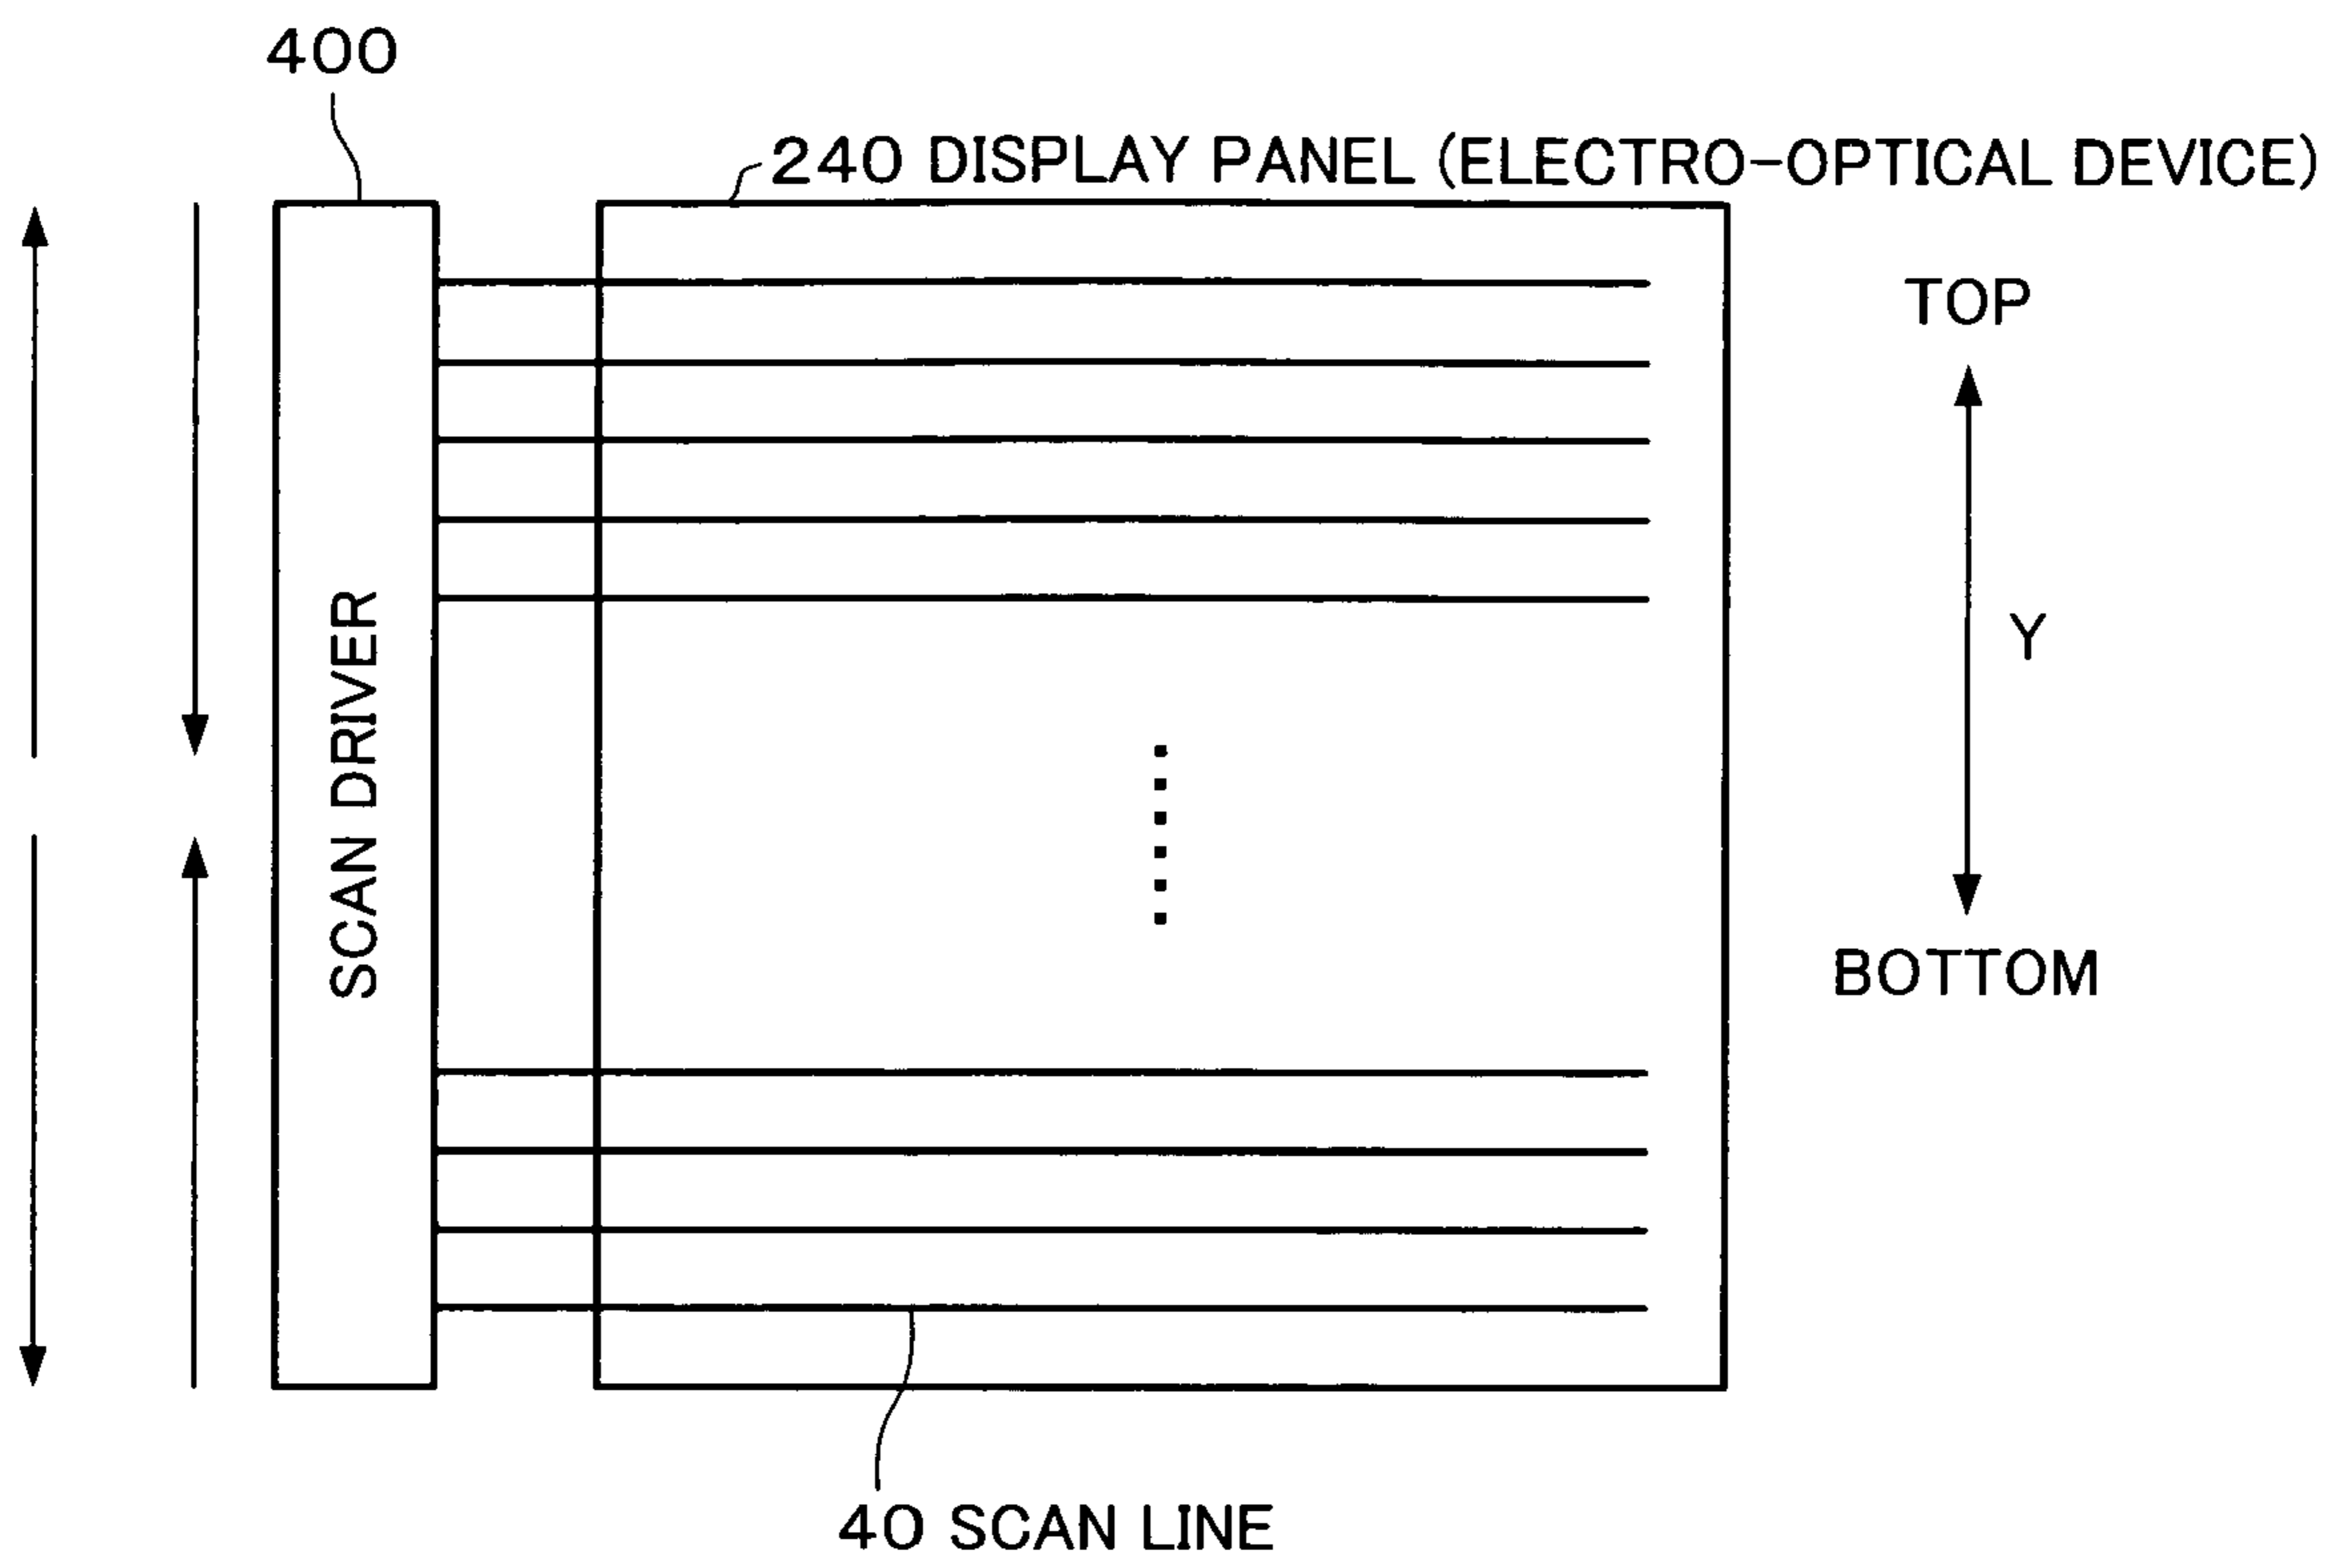 400
240 DISPLAY PANEL (ELECTRO-OPTICAL DEVICE)
TOP
SCAN DRIVER
Y
BOTTOM
40 SCAN LINE